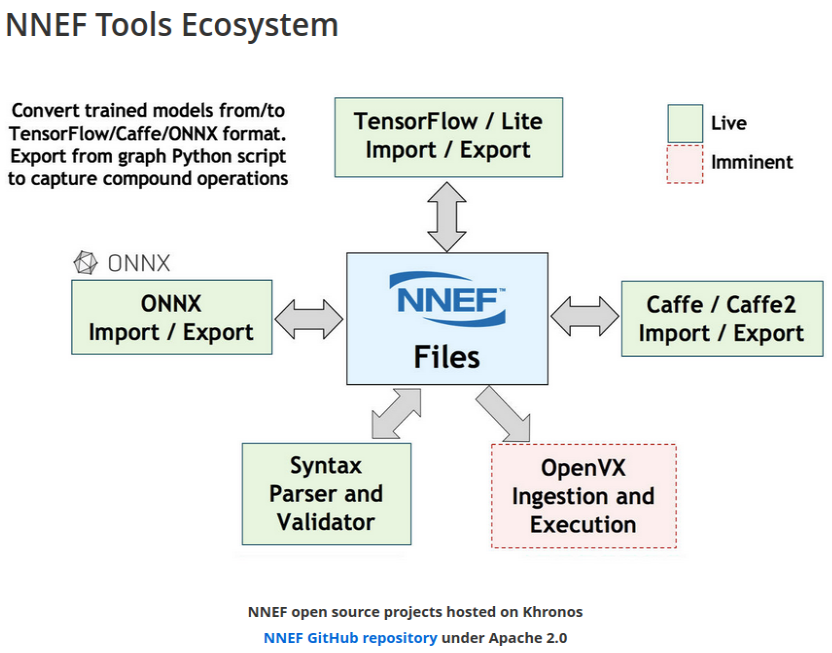 NNEF Tools Ecosystem
Convert trained models from/to
TensorFlow/Caffe/ONNX format.
Export from graph Python script
to capture compound operations
TensorFlow / Lite
Import / Export
Live
Imminent
ONNX
ONNX
Import / Export
NNEF™
Files
Caffe / Caffe2
Import / Export
Syntax
Parser and
Validator
OpenVX
Ingestion and
Execution
NNEF open source projects hosted on Khronos
NNEF GitHub repository under Apache 2.0